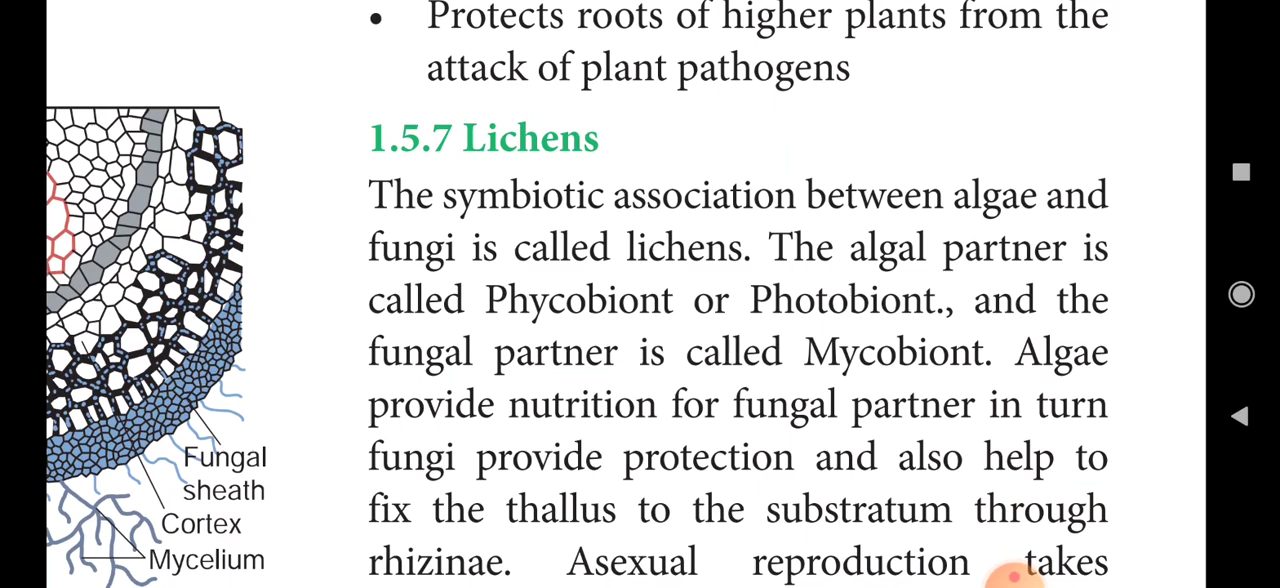 • Protects roots of higher plants from the
attack of plant pathogens
1.5.7 Lichens
The symbiotic association between algae and
fungi is called lichens. The algal partner is
called Phycobiont or Photobiont., and the
fungal partner is called Mycobiont. Algae
provide nutrition for fungal partner in turn
fungi provide protection and also help to
fix the thallus to the substratum through
rhizinae. Asexual reproduction takes
Fungal
sheath
Cortex
Mycelium